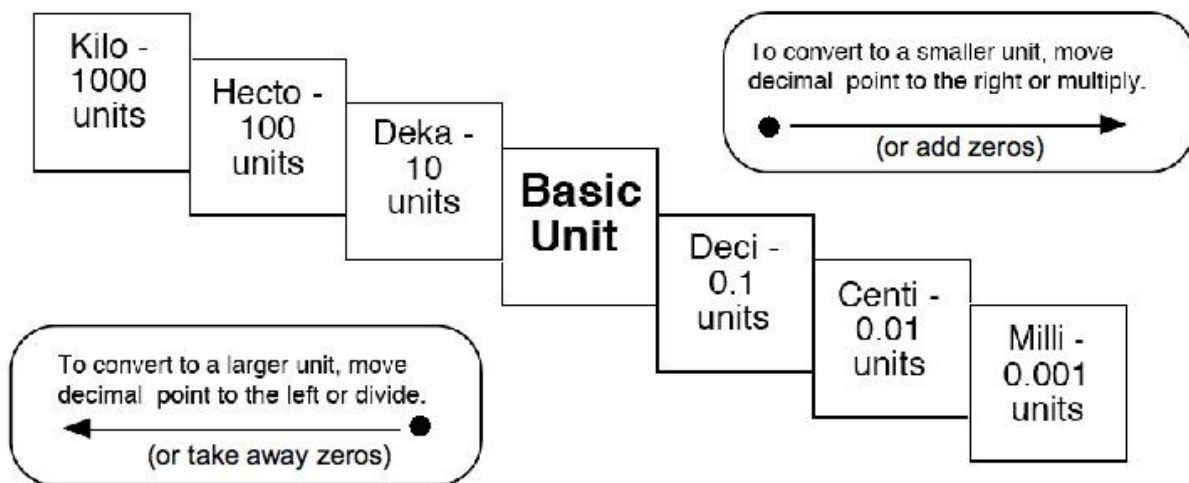 Kilo -
1000
units
Hecto -
100
units
Deka -
10
units
Basic
Unit
Deci -
0.1
units
Centi -
0.01
units
Milli -
0.001
units
To convert to a smaller unit, move
decimal point to the right or multiply.
(or add zeros)
To convert to a larger unit, move
decimal point to the left or divide.
(or take away zeros)